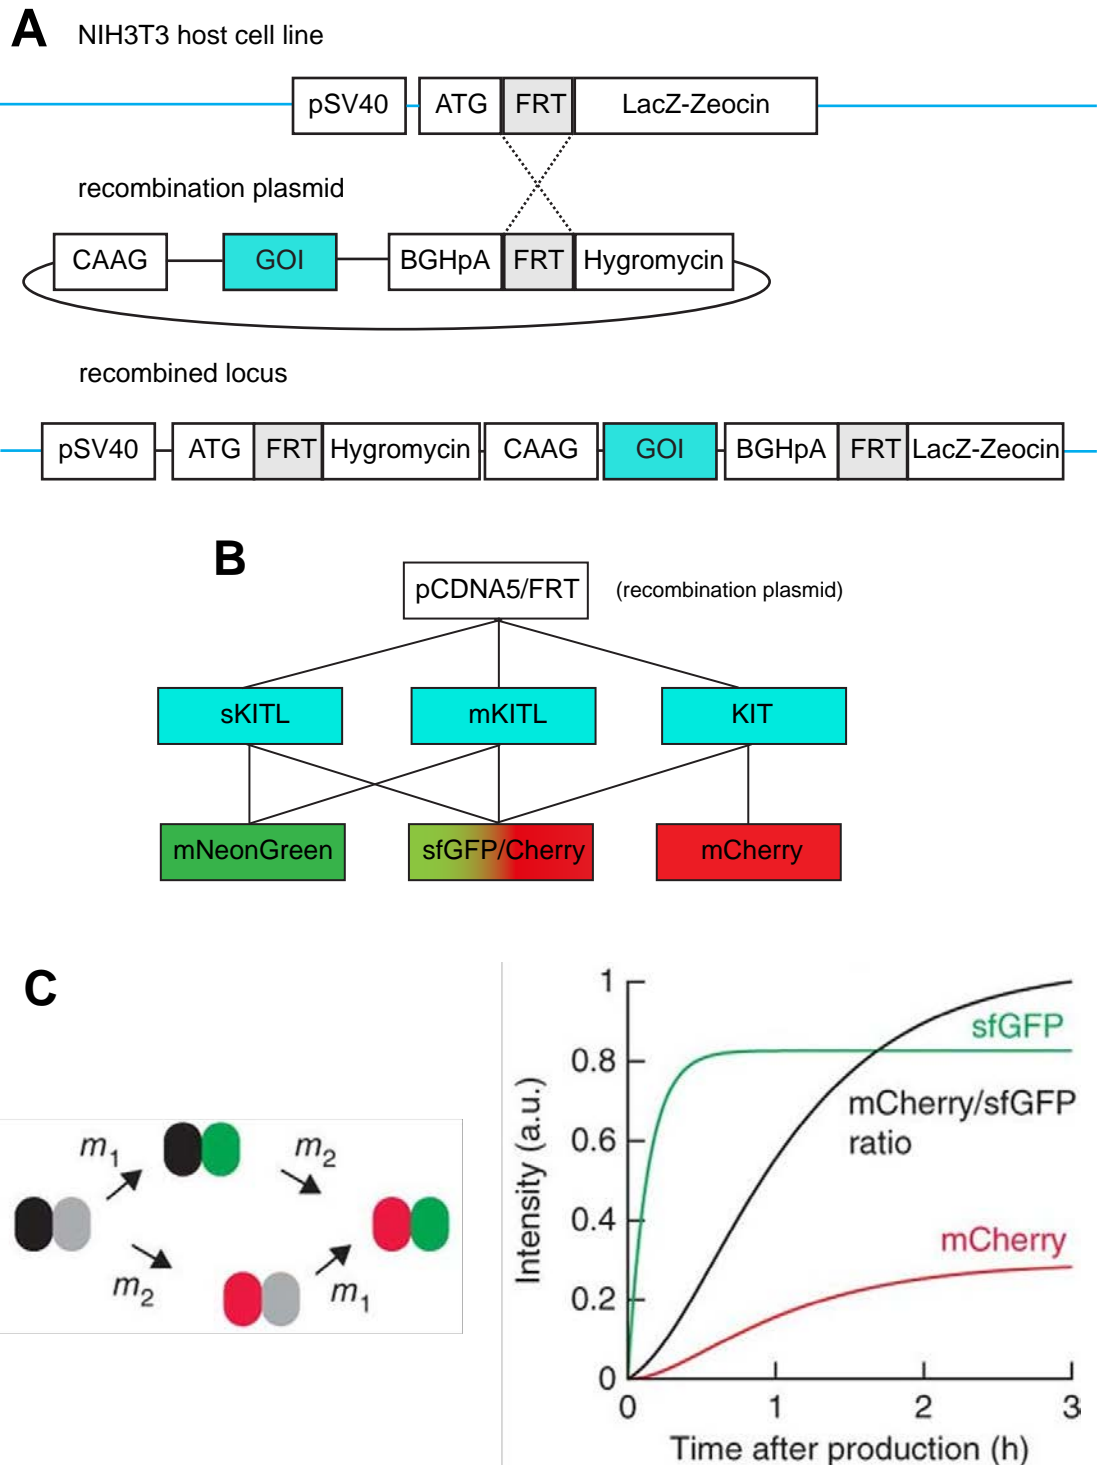 A NIH3T3 host cell line
pSV40 ATG FRT LacZ-Zeocin
recombination plasmid
CAAG GOI BGHpA FRT Hygromycin
recombined locus
pSV40 ATG FRT Hygromycin CAAG GOI BGHpA FRT LacZ-Zeocin
B
pCDNA5/FRT (recombination plasmid)
sKITL mKITL KIT
mNeonGreen sfGFP/Cherry mCherry
C
m1 m2
m2 m1
Intensity (a.u.)
1
0.8
0.6
0.4
0.2
0
sfGFP
mCherry/sfGFP
ratio
mCherry
0 1 2 3
Time after production (h)